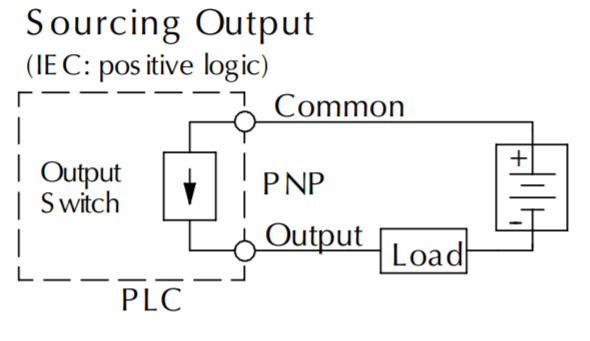 Sourcing Output
(IEC: positive logic)
Common
+
Output
Switch
PNP
Output
-
Load
PLC